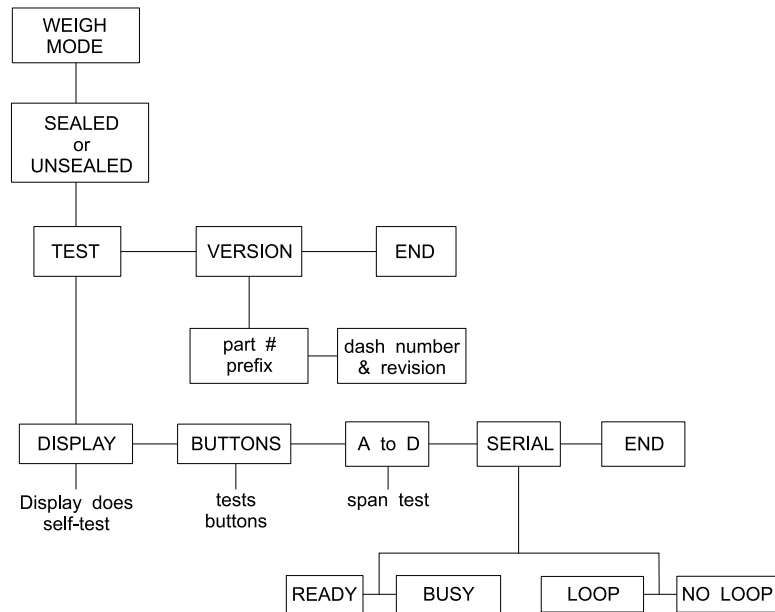 WEIGH
MODE
SEALED
or
UNSEALED
TEST
VERSION
END
part #
prefix
dash number
& revision
DISPLAY
BUTTONS
A to D
SERIAL
END
Display does
self-test
tests
buttons
span test
READY
BUSY
LOOP
NO LOOP